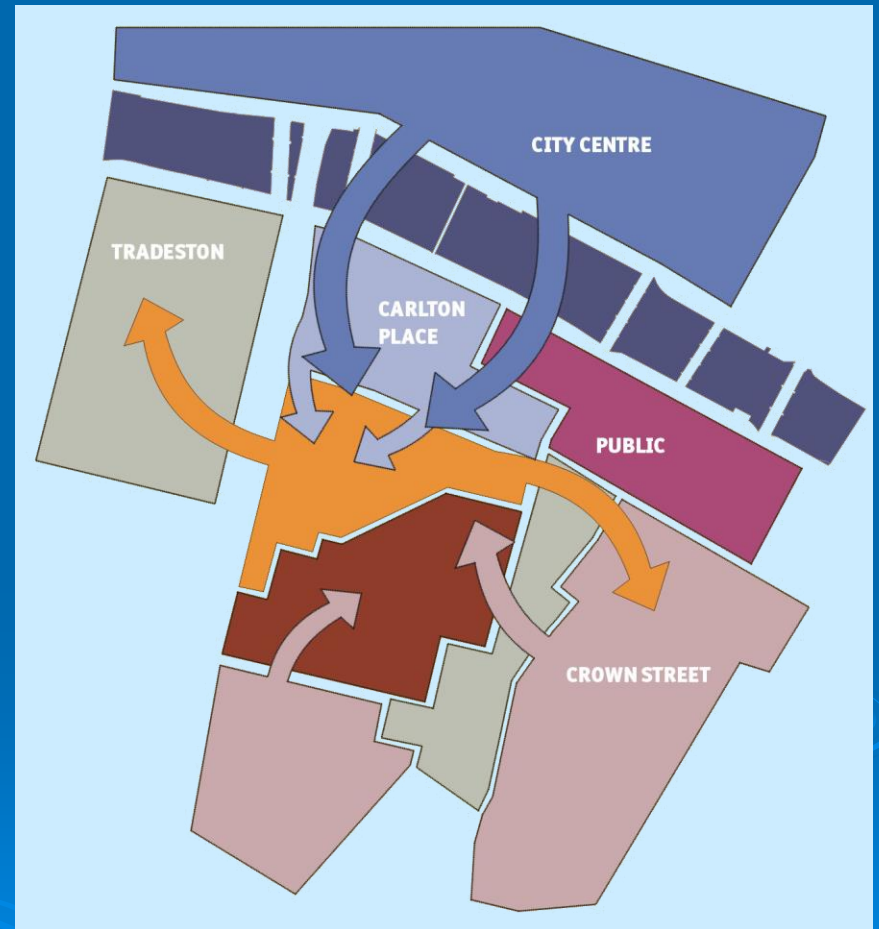 CITY CENTRE
TRADESTON
CARLTON
PLACE
PUBLIC
CROWN STREET